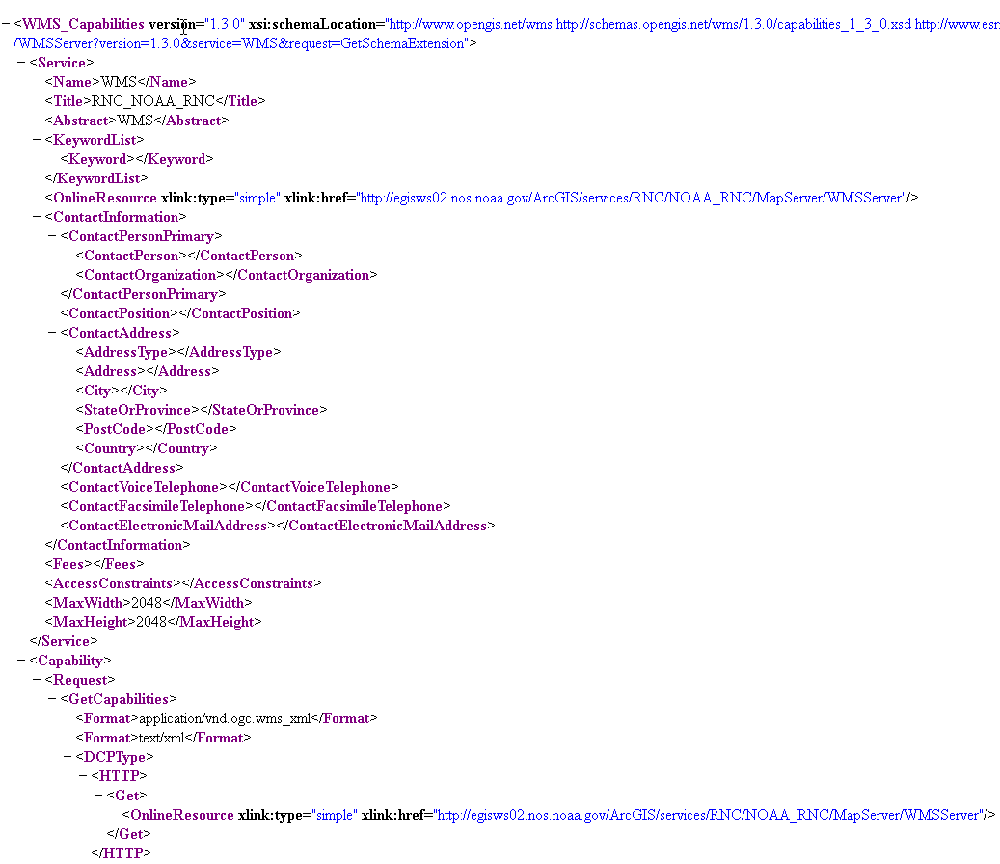 − <WMS_Capabilities version="1.3.0" xsi:schemaLocation="http://www.opengis.net/wms http://schemas.opengis.net/wms/1.3.0/capabilities_1_3_0.xsd http://www.esr
/WMSServer?version=1.3.0&service=WMS&request=GetSchemaExtension">
− <Service>
<Name>WMS</Name>
<Title>RNC_NOAA_RNC</Title>
<Abstract>WMS</Abstract>
− <KeywordList>
<Keyword></Keyword>
</KeywordList>
<OnlineResource xlink:type="simple" xlink:href="http://egisws02.nos.noaa.gov/ArcGIS/services/RNC/NOAA_RNC/MapServer/WMSServer"/>
− <ContactInformation>
− <ContactPersonPrimary>
<ContactPerson></ContactPerson>
<ContactOrganization></ContactOrganization>
</ContactPersonPrimary>
<ContactPosition></ContactPosition>
− <ContactAddress>
<AddressType></AddressType>
<Address></Address>
<City></City>
<StateOrProvince></StateOrProvince>
<PostCode></PostCode>
<Country></Country>
</ContactAddress>
<ContactVoiceTelephone></ContactVoiceTelephone>
<ContactFacsimileTelephone></ContactFacsimileTelephone>
<ContactElectronicMailAddress></ContactElectronicMailAddress>
</ContactInformation>
<Fees></Fees>
<AccessConstraints></AccessConstraints>
<MaxWidth>2048</MaxWidth>
<MaxHeight>2048</MaxHeight>
</Service>
− <Capability>
− <Request>
− <GetCapabilities>
<Format>application/vnd.ogc.wms_xml</Format>
<Format>text/xml</Format>
− <DCPType>
− <HTTP>
− <Get>
<OnlineResource xlink:type="simple" xlink:href="http://egisws02.nos.noaa.gov/ArcGIS/services/RNC/NOAA_RNC/MapServer/WMSServer"/>
</Get>
</HTTP>